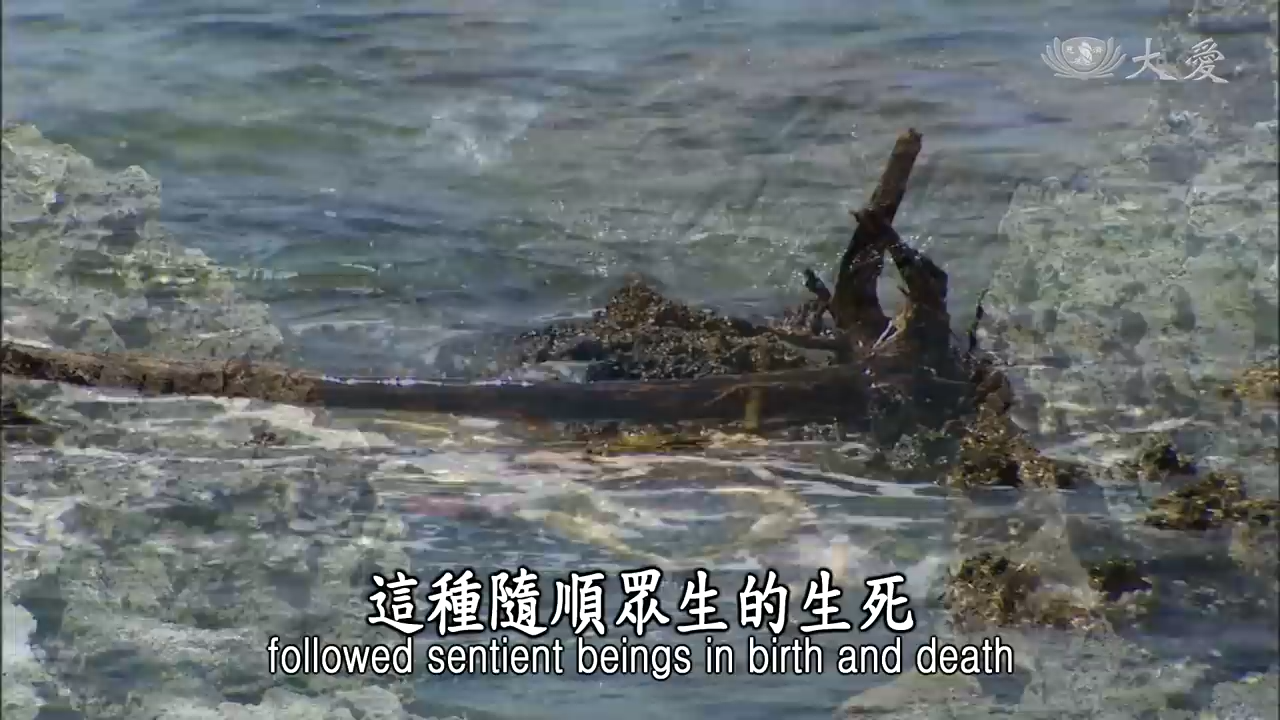 大愛
這種隨順眾生的生死
followed sentient beings in birth and death